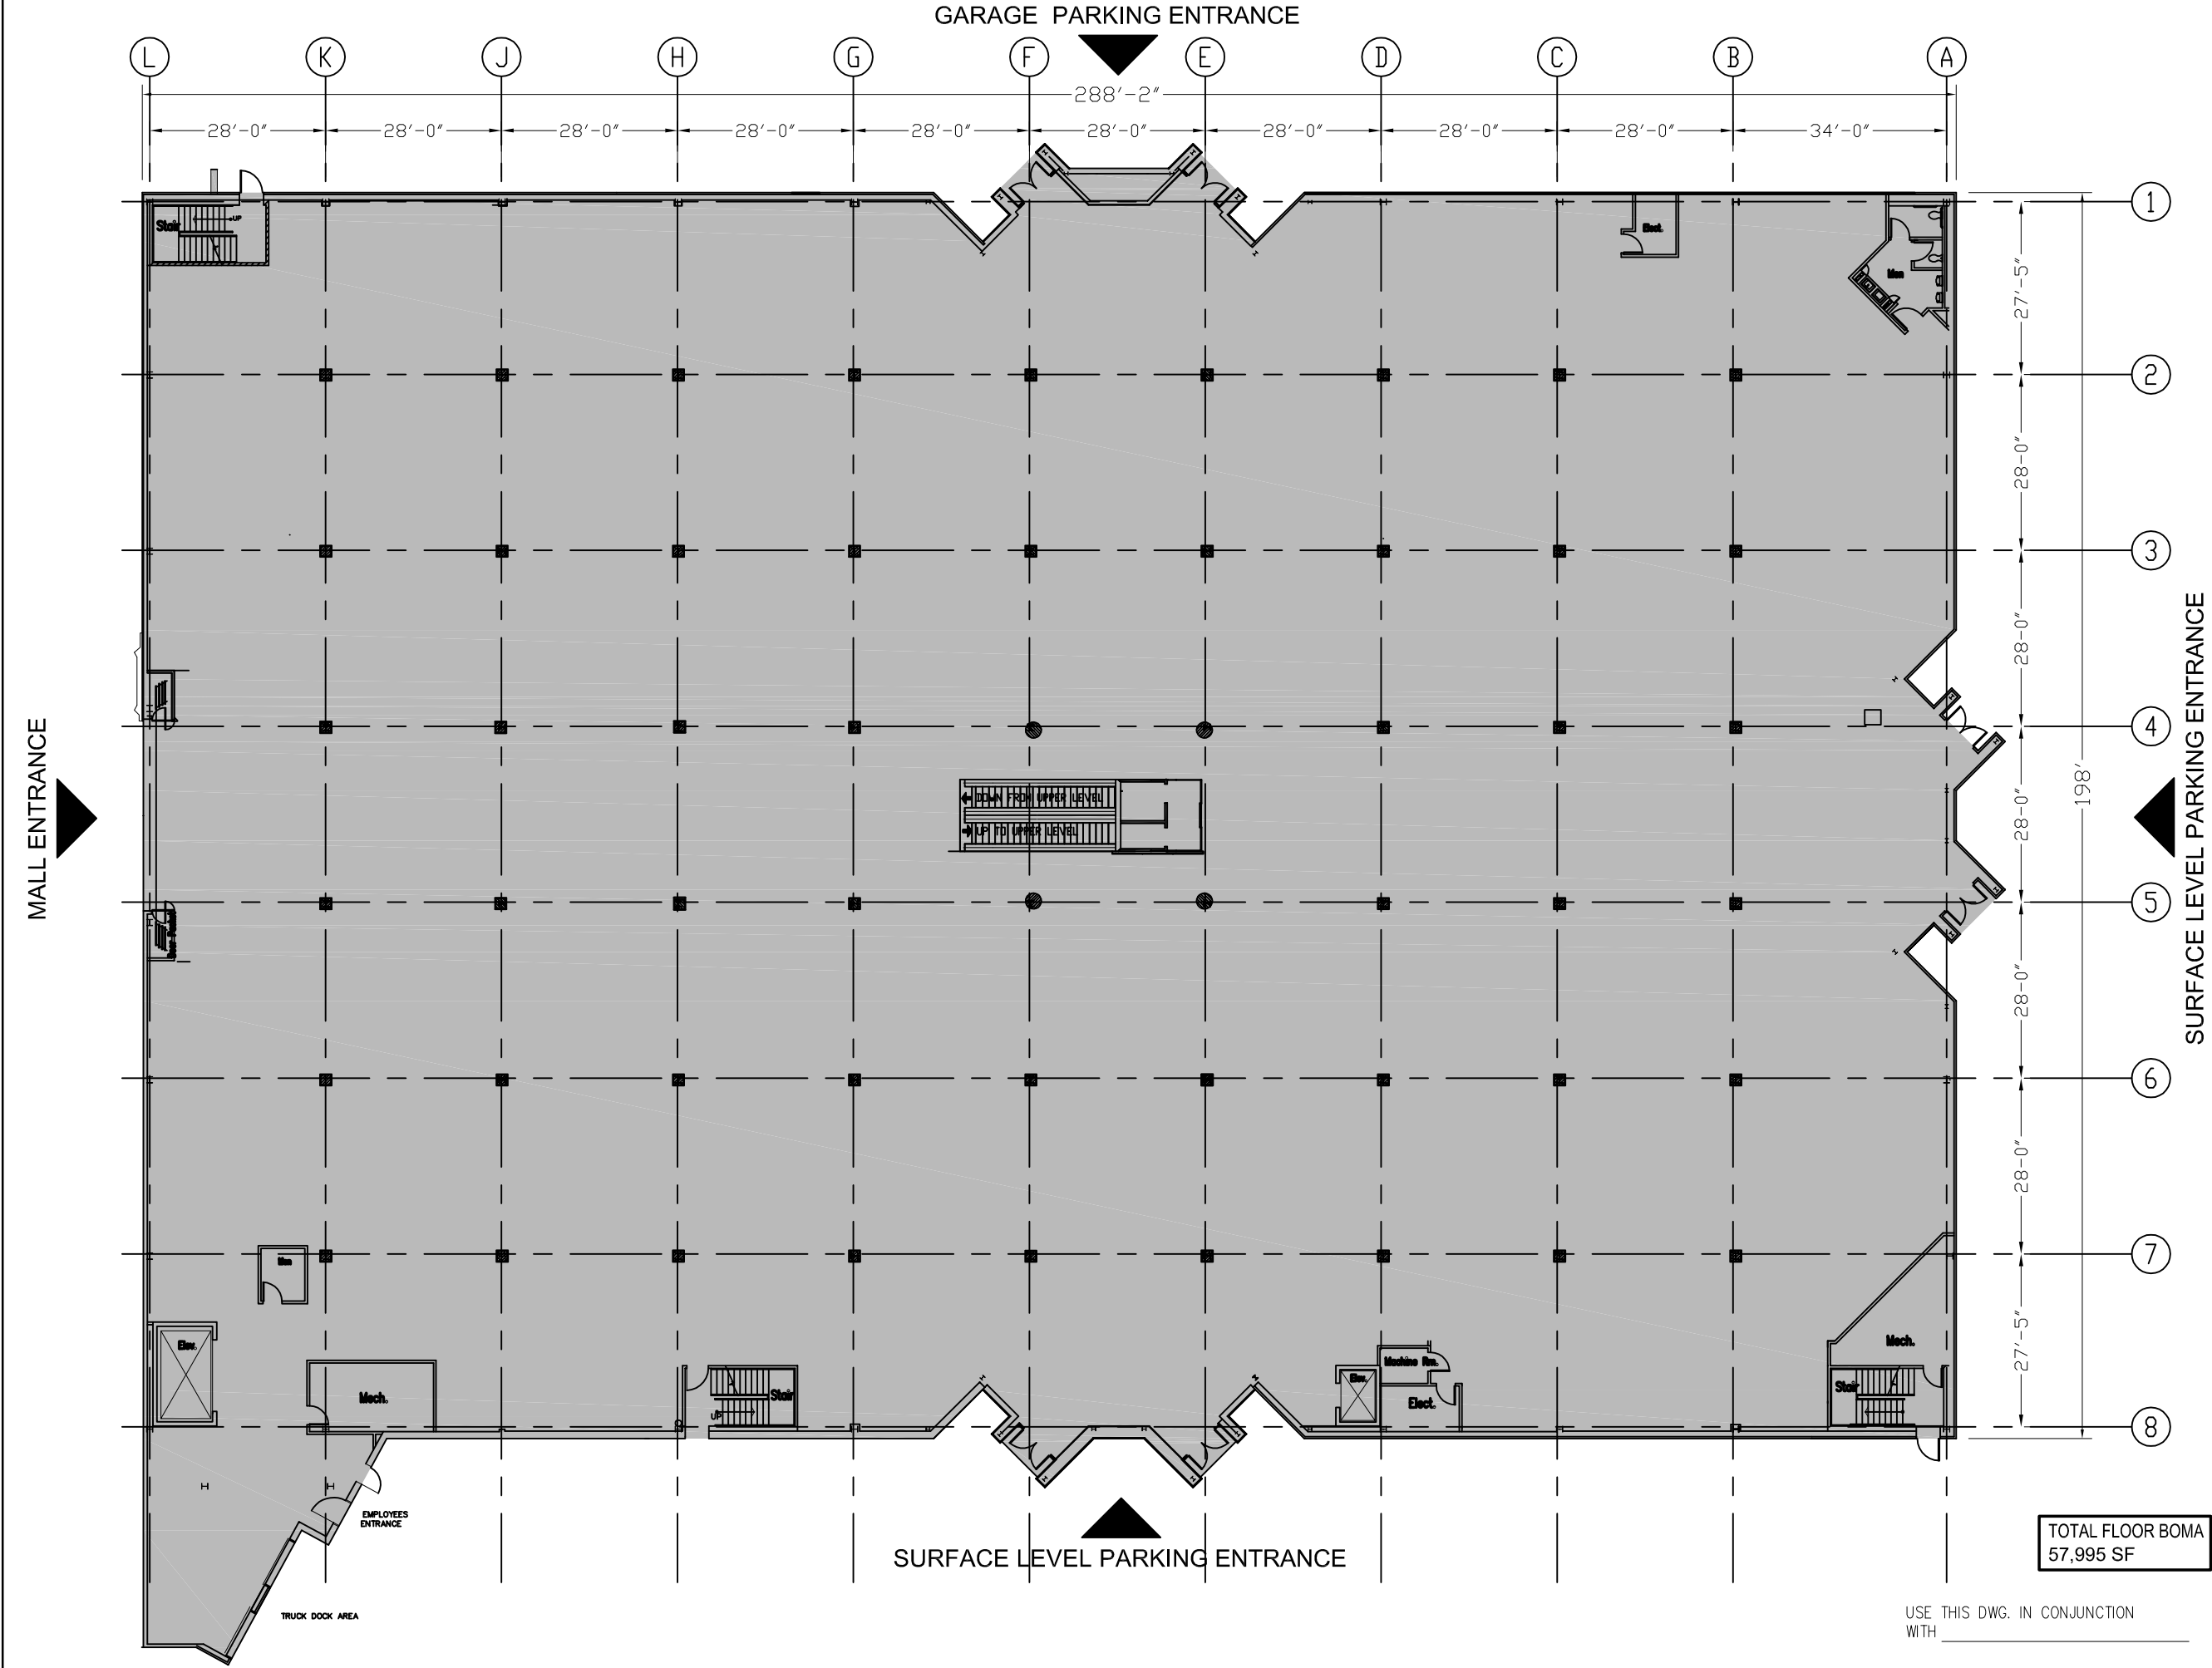 GARAGE PARKING ENTRANCE
L K J H G F E D C B A
288'-2"
28'-0" 28'-0" 28'-0" 28'-0" 28'-0" 28'-0" 28'-0" 28'-0" 28'-0" 34'-0"
1
Stair
UP
Elect.
Men
27'-5"
2
28-0"
3
28-0"
4
MALL ENTRANCE
DOWN FROM UPPER LEVEL
UP TO UPPER LEVEL
28-0"
198'
SURFACE LEVEL PARKING ENTRANCE
5
28-0"
6
28-0"
7
Elev.
Mech.
UP
Stair
Machine Rm.
Elev.
Elect.
Mech.
Stair
27'-5"
8
EMPLOYEES
ENTRANCE
SURFACE LEVEL PARKING ENTRANCE
TRUCK DOCK AREA
TOTAL FLOOR BOMA
57,995 SF
USE THIS DWG. IN CONJUNCTION
WITH